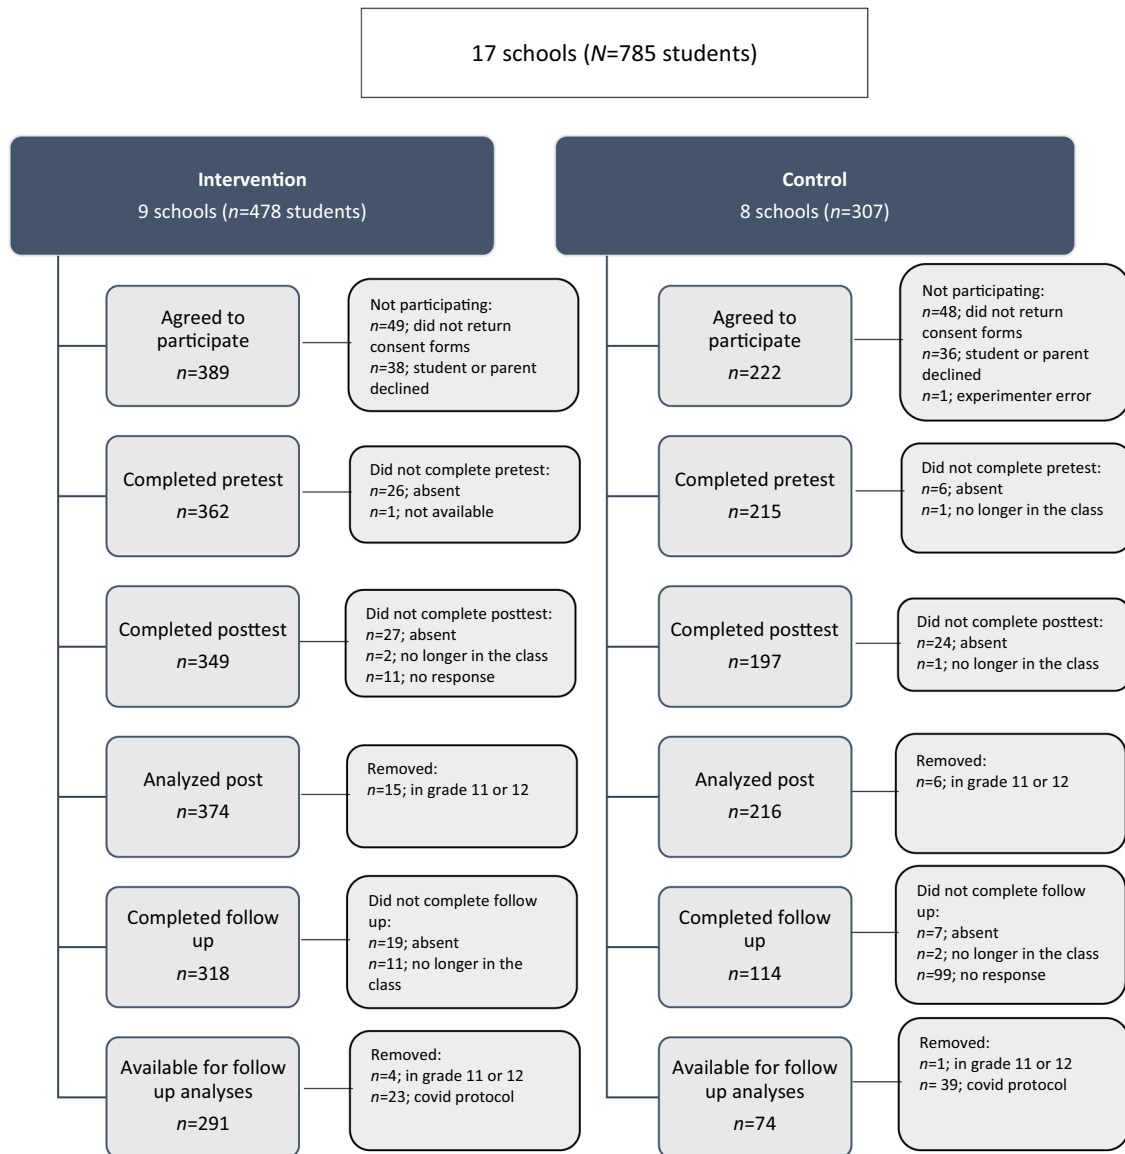 17 schools (N=785 students)
Intervention
9 schools (n=478 students)
Control
8 schools (n=307)
Agreed to
participate
n=389
Not participating:
n=49; did not return
consent forms
n=38; student or parent
declined
Agreed to
participate
n=222
Not participating:
n=48; did not return
consent forms
n=36; student or parent
declined
n=1; experimenter error
Completed pretest
n=362
Did not complete pretest:
n=26; absent
n=1; not available
Completed pretest
n=215
Did not complete pretest:
n=6; absent
n=1; no longer in the class
Completed posttest
n=349
Did not complete posttest:
n=27; absent
n=2; no longer in the class
n=11; no response
Completed posttest
n=197
Did not complete posttest:
n=24; absent
n=1; no longer in the class
Analyzed post
n=374
Removed:
n=15; in grade 11 or 12
Analyzed post
n=216
Removed:
n=6; in grade 11 or 12
Completed follow
up
n=318
Did not complete follow
up:
n=19; absent
n=11; no longer in the
class
Completed follow
up
n=114
Did not complete follow
up:
n=7; absent
n=2; no longer in the class
n=99; no response
Available for follow
up analyses
n=291
Removed:
n=4; in grade 11 or 12
n=23; covid protocol
Available for follow
up analyses
n=74
Removed:
n=1; in grade 11 or 12
n= 39; covid protocol